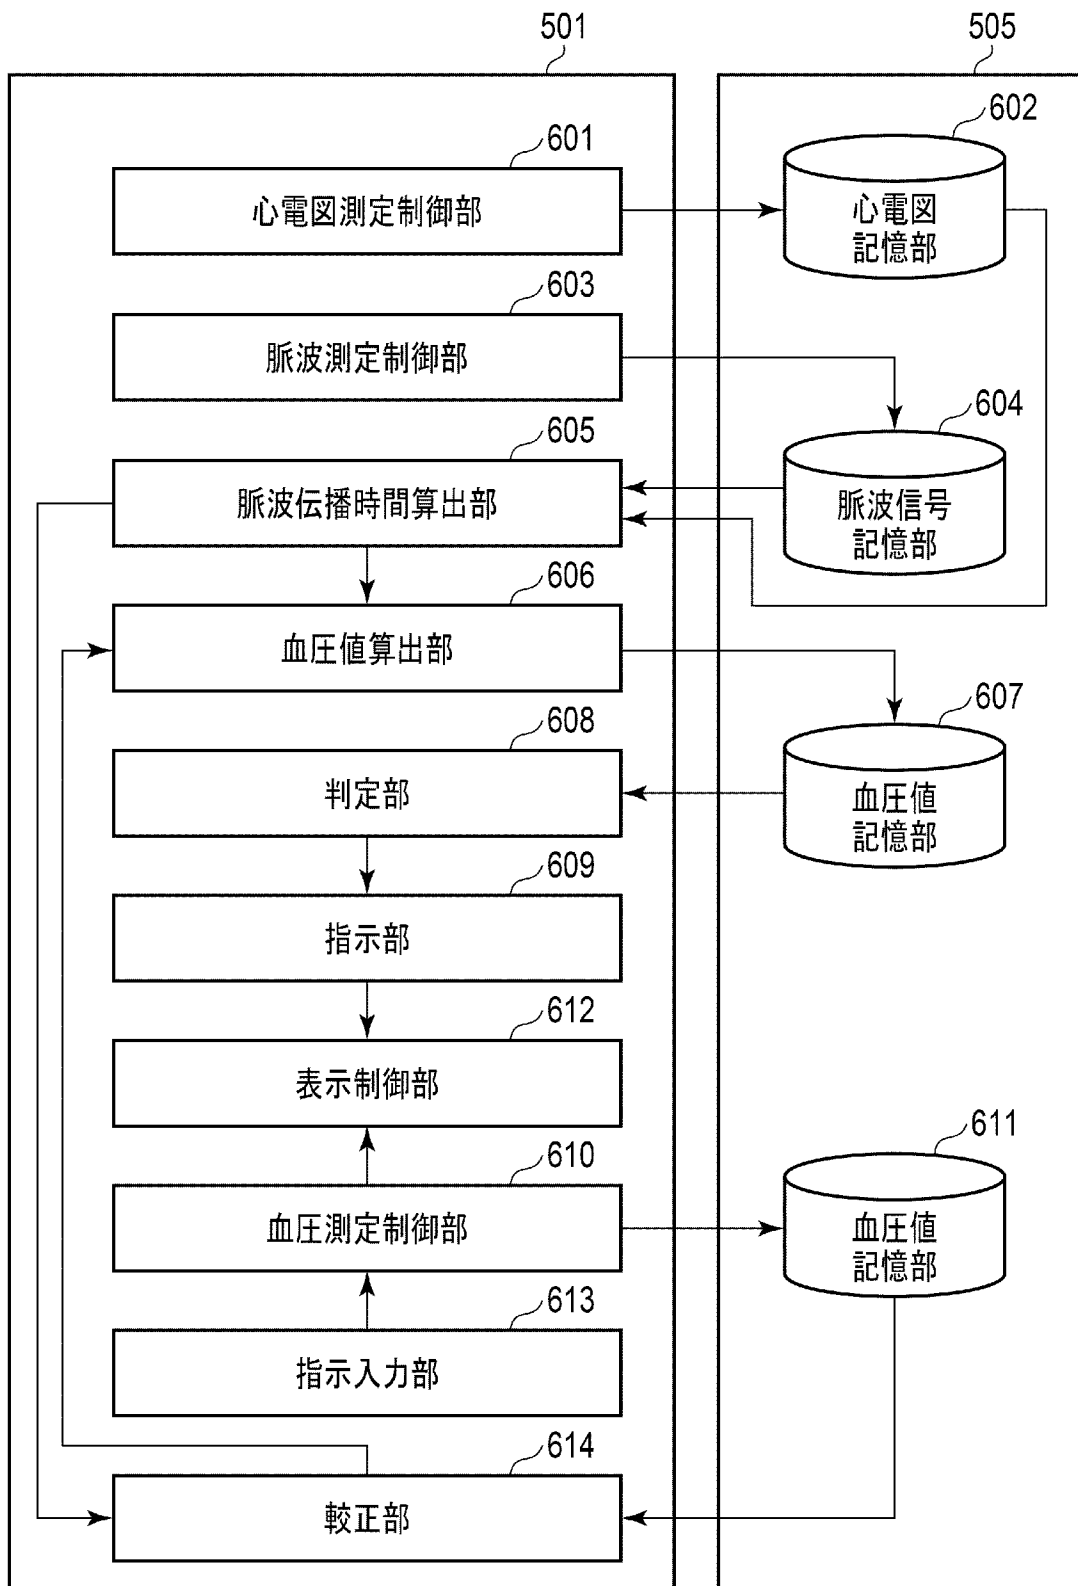 501
505
601
心電図測定制御部
602
心電図
記憶部
603
脈波測定制御部
604
脈波信号
記憶部
605
脈波伝播時間算出部
606
血圧値算出部
607
血圧値
記憶部
608
判定部
609
指示部
612
表示制御部
610
血圧測定制御部
611
血圧値
記憶部
613
指示入力部
614
較正部